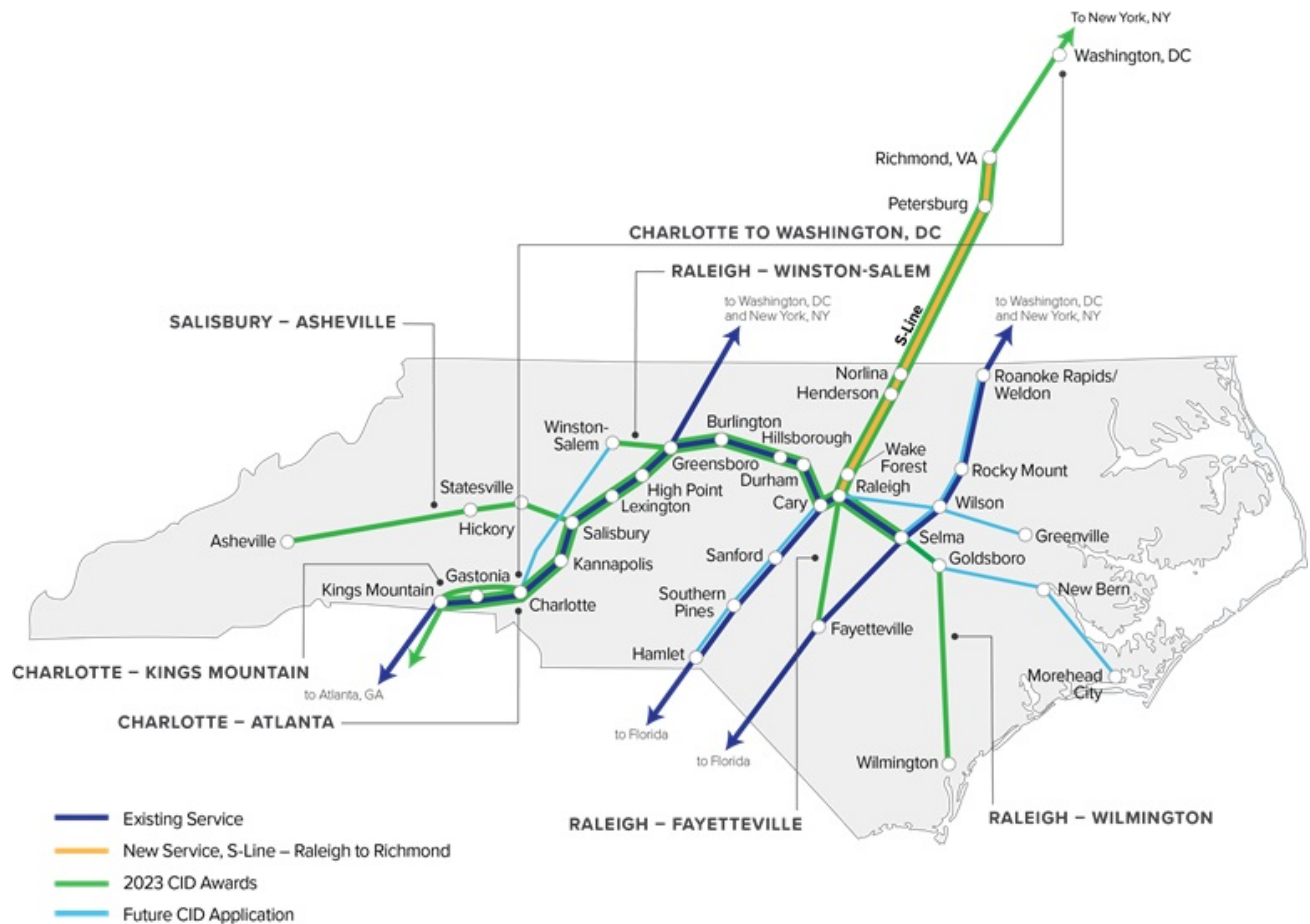 To New York, NY
Washington, DC
Richmond, VA
Petersburg
CHARLOTTE TO WASHINGTON, DC
RALEIGH – WINSTON-SALEM
to Washington, DC
and New York, NY
to Washington, DC
and New York, NY
SALISBURY – ASHEVILLE
S-Line
Norlina
Henderson
Roanoke Rapids/
Weldon
Winston-
Salem
Burlington
Hillsborough
Greensboro
Durham
Wake
Forest
Raleigh
Rocky Mount
High Point
Lexington
Statesville
Hickory
Cary
Wilson
Salisbury
Asheville
Sanford
Selma
Greenville
Goldsboro
Kannapolis
Gastonia
Kings Mountain
Charlotte
Southern
Pines
New Bern
Fayetteville
Hamlet
CHARLOTTE – KINGS MOUNTAIN
Morehead
City
to Atlanta, GA
CHARLOTTE – ATLANTA
to Florida
to Florida
Wilmington
RALEIGH – FAYETTEVILLE
RALEIGH – WILMINGTON
Existing Service
New Service, S-Line – Raleigh to Richmond
2023 CID Awards
Future CID Application